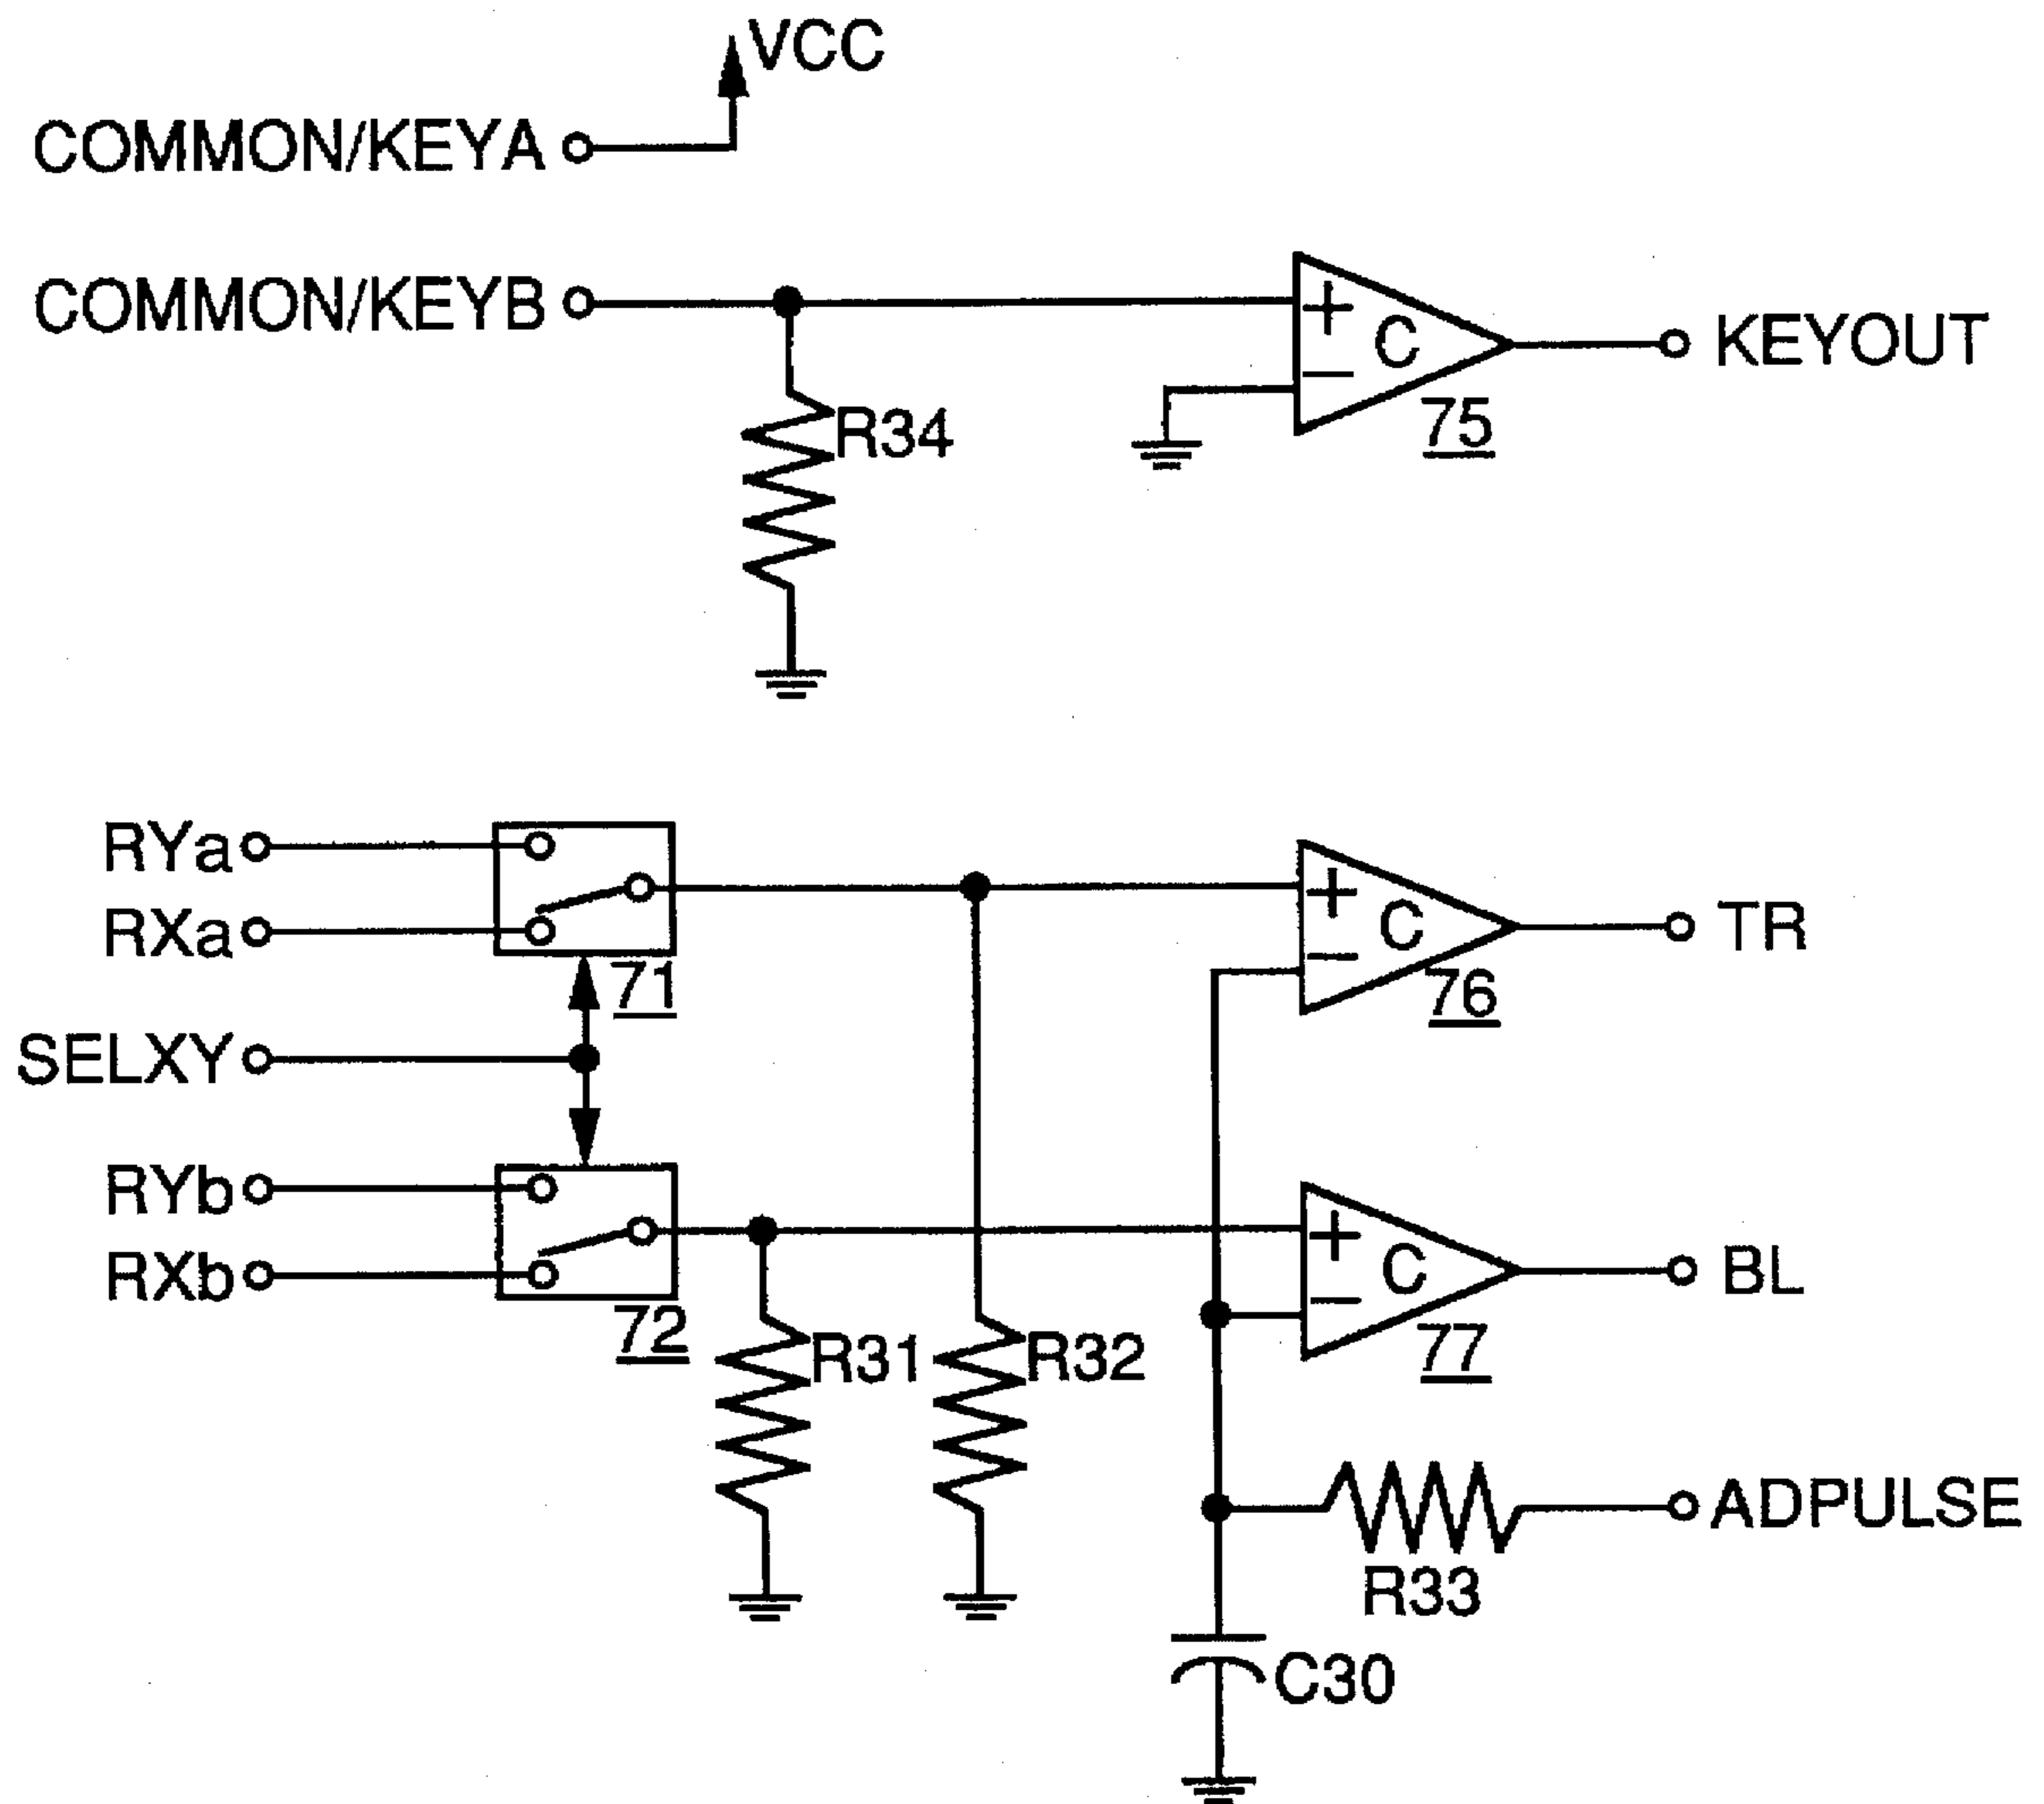 VCC
COMMON/KEYA
COMMON/KEYB
+
C
−
KEYOUT
75
R34
RYa
RXa
71
+
C
−
TR
76
SELXY
RYb
RXb
72
+
C
−
BL
77
R31
R32
ADPULSE
R33
C30